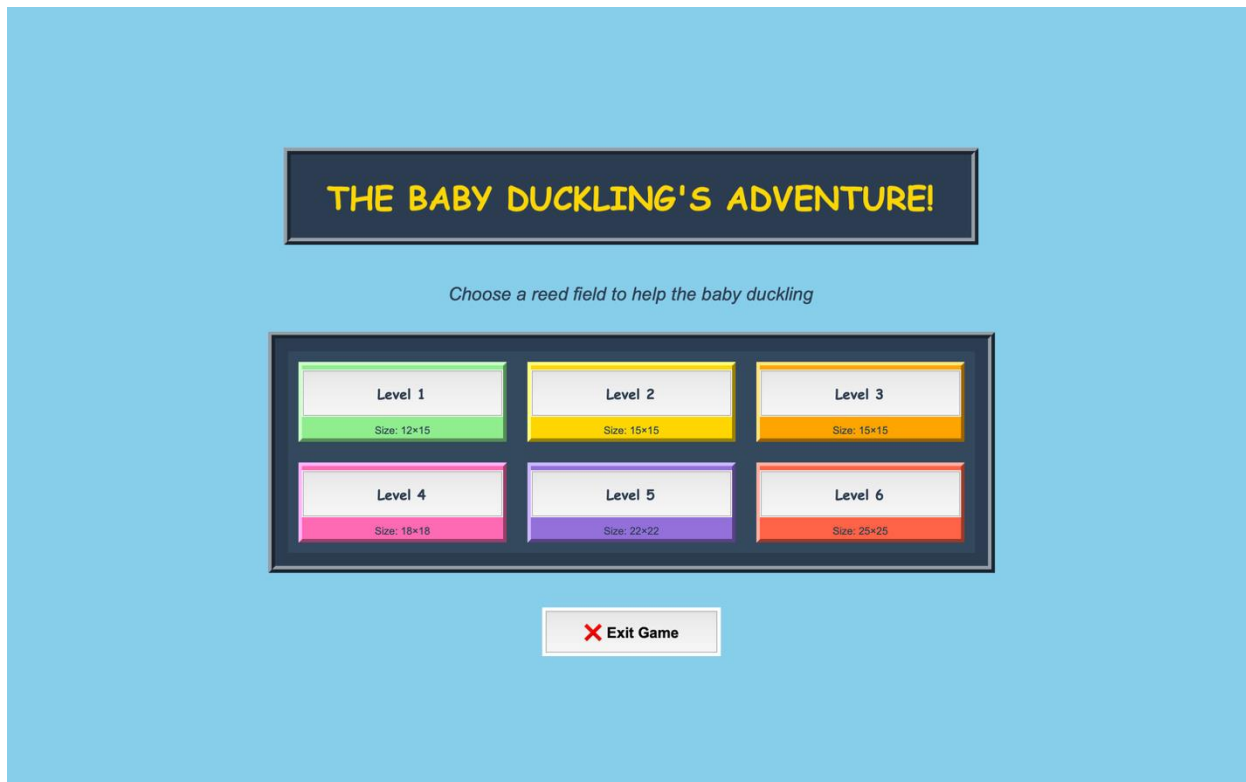 THE BABY DUCKLING'S ADVENTURE!
Choose a reed field to help the baby duckling
Level 1
Size: 12×15
Level 2
Size: 15×15
Level 3
Size: 15×15
Level 4
Size: 18×18
Level 5
Size: 22×22
Level 6
Size: 25×25
❌ Exit Game